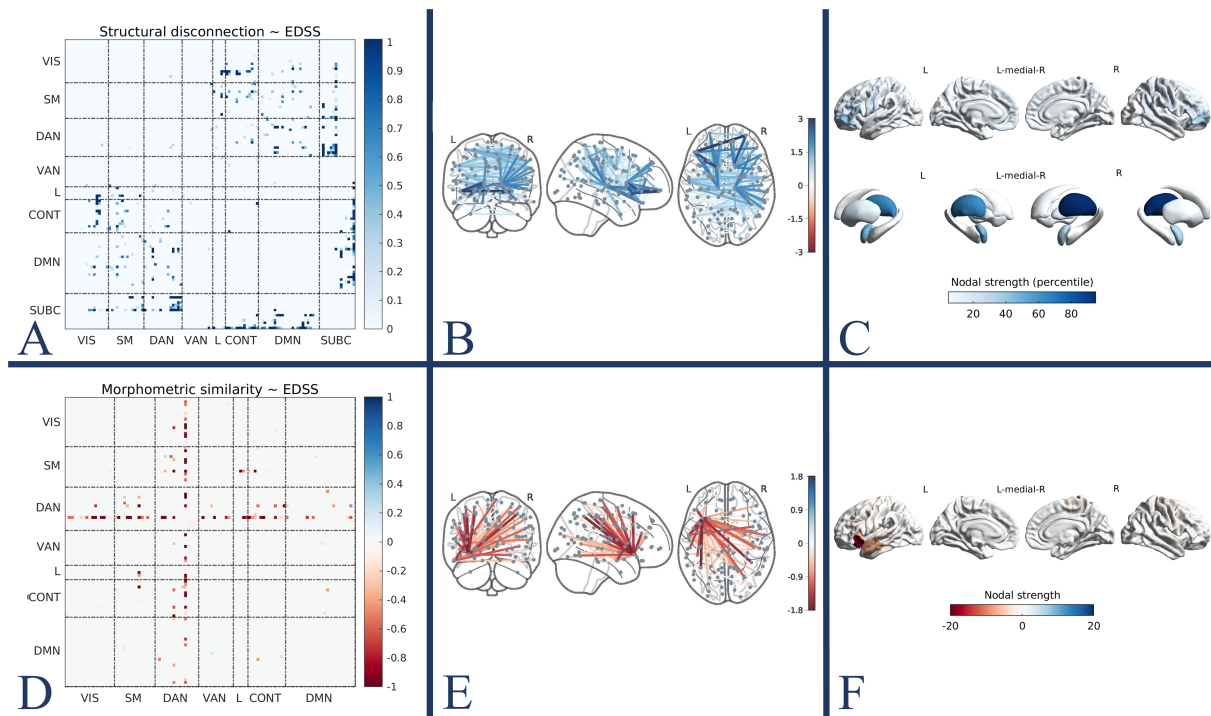 Structural disconnection ~ EDSS
VIS
SM
DAN
VAN
L
CONT
DMN
SUBC
VIS SM DAN VAN L CONT DMN SUBC
1
0.9
0.8
0.7
0.6
0.5
0.4
0.3
0.2
0.1
0
A
L R
L R
3
1.5
0
-1.5
-3
B
L L-medial-R R
L L-medial-R R
Nodal strength (percentile)
20 40 60 80
C
Morphometric similarity ~ EDSS
VIS
SM
DAN
VAN
L
CONT
DMN
VIS SM DAN VAN L CONT DMN
1
0.8
0.6
0.4
0.2
0
-0.2
-0.4
-0.6
-0.8
-1
D
L R
L R
1.8
0.9
0
-0.9
-1.8
E
L L-medial-R R
Nodal strength
-20 0 20
F